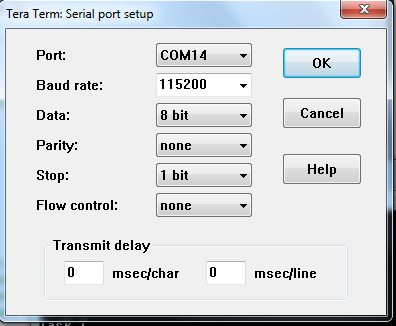 Tera Term: Serial port setup
Port: COM14 OK
Baud rate: 115200
Data: 8 bit Cancel
Parity: none
Stop: 1 bit Help
Flow control: none
Transmit delay
0 msec/char 0 msec/line